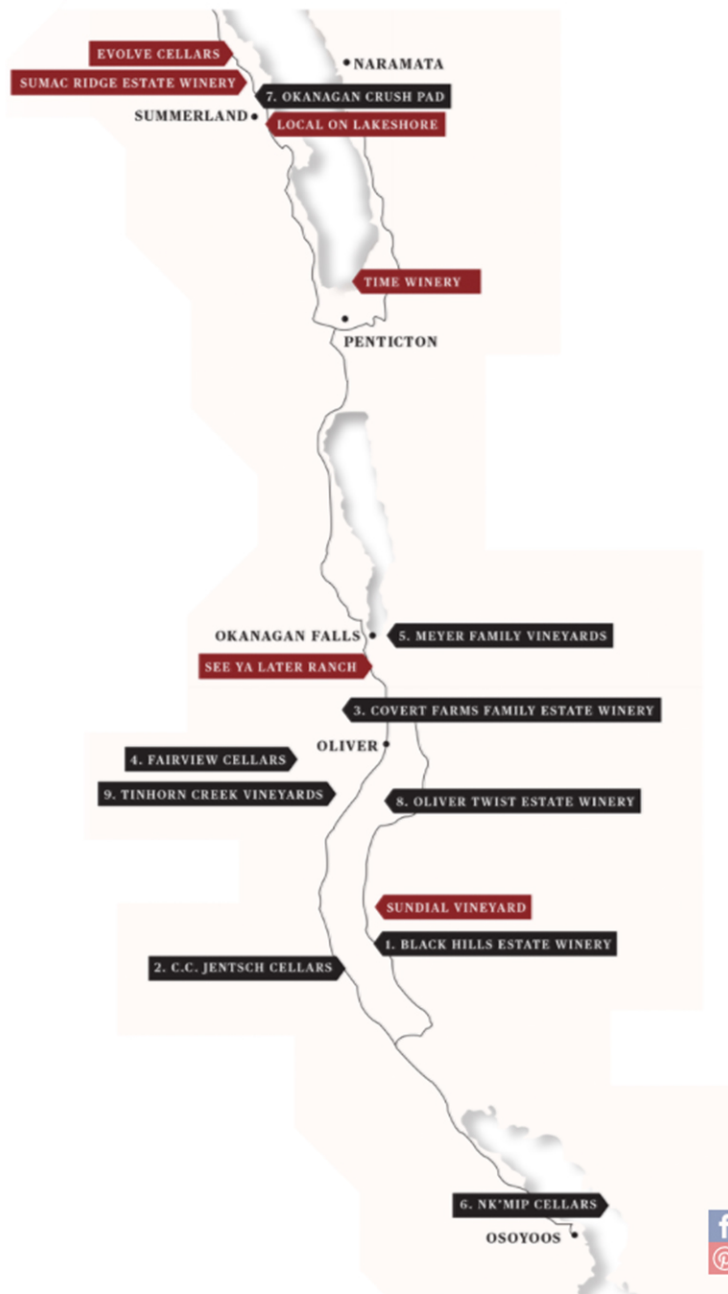 EVOLVE CELLARS
NARAMATA
SUMAC RIDGE ESTATE WINERY
7. OKANAGAN CRUSH PAD
SUMMERLAND
LOCAL ON LAKESHORE
TIME WINERY
PENTICTON
OKANAGAN FALLS
5. MEYER FAMILY VINEYARDS
SEE YA LATER RANCH
3. COVERT FARMS FAMILY ESTATE WINERY
OLIVER
4. FAIRVIEW CELLARS
9. TINHORN CREEK VINEYARDS
8. OLIVER TWIST ESTATE WINERY
SUNDIAL VINEYARD
1. BLACK HILLS ESTATE WINERY
2. C.C. JENTSCH CELLARS
6. NK'MIP CELLARS
OSOYOOS